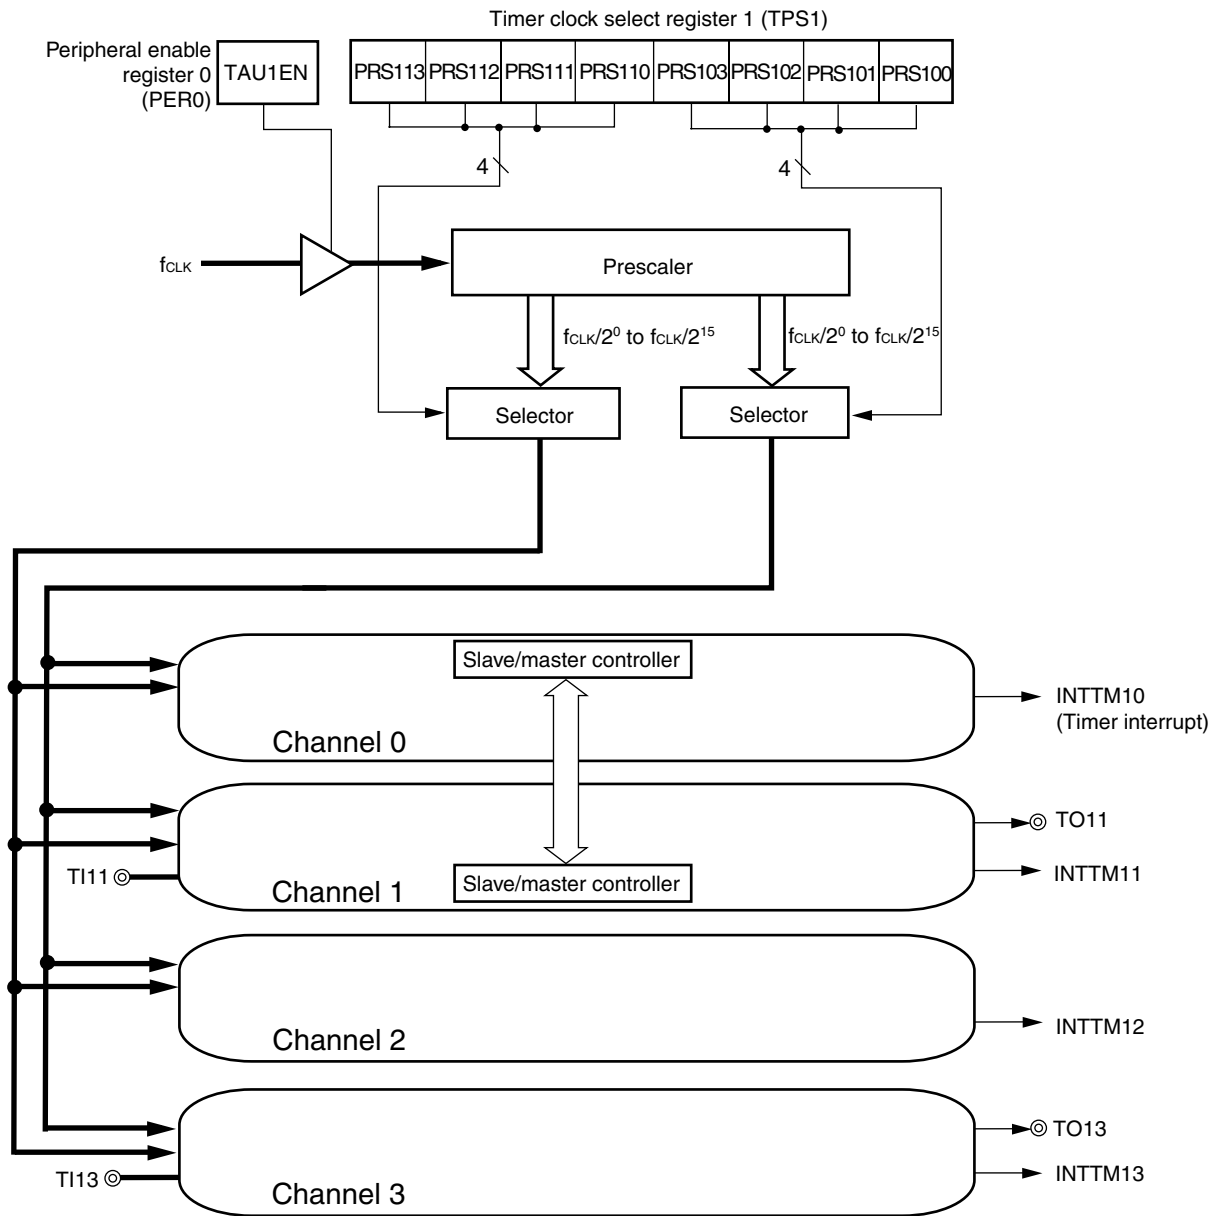 Timer clock select register 1 (TPS1)
Peripheral enable
register 0
(PER0)
TAU1EN
PRS113 PRS112 PRS111 PRS110 PRS103 PRS102 PRS101 PRS100
4
4
fCLK
Prescaler
fCLK/2⁰ to fCLK/2¹⁵
fCLK/2⁰ to fCLK/2¹⁵
Selector
Selector
Slave/master controller
Channel 0
INTTM10
(Timer interrupt)
TO11
TI11
Channel 1
Slave/master controller
INTTM11
Channel 2
INTTM12
TO13
TI13
Channel 3
INTTM13